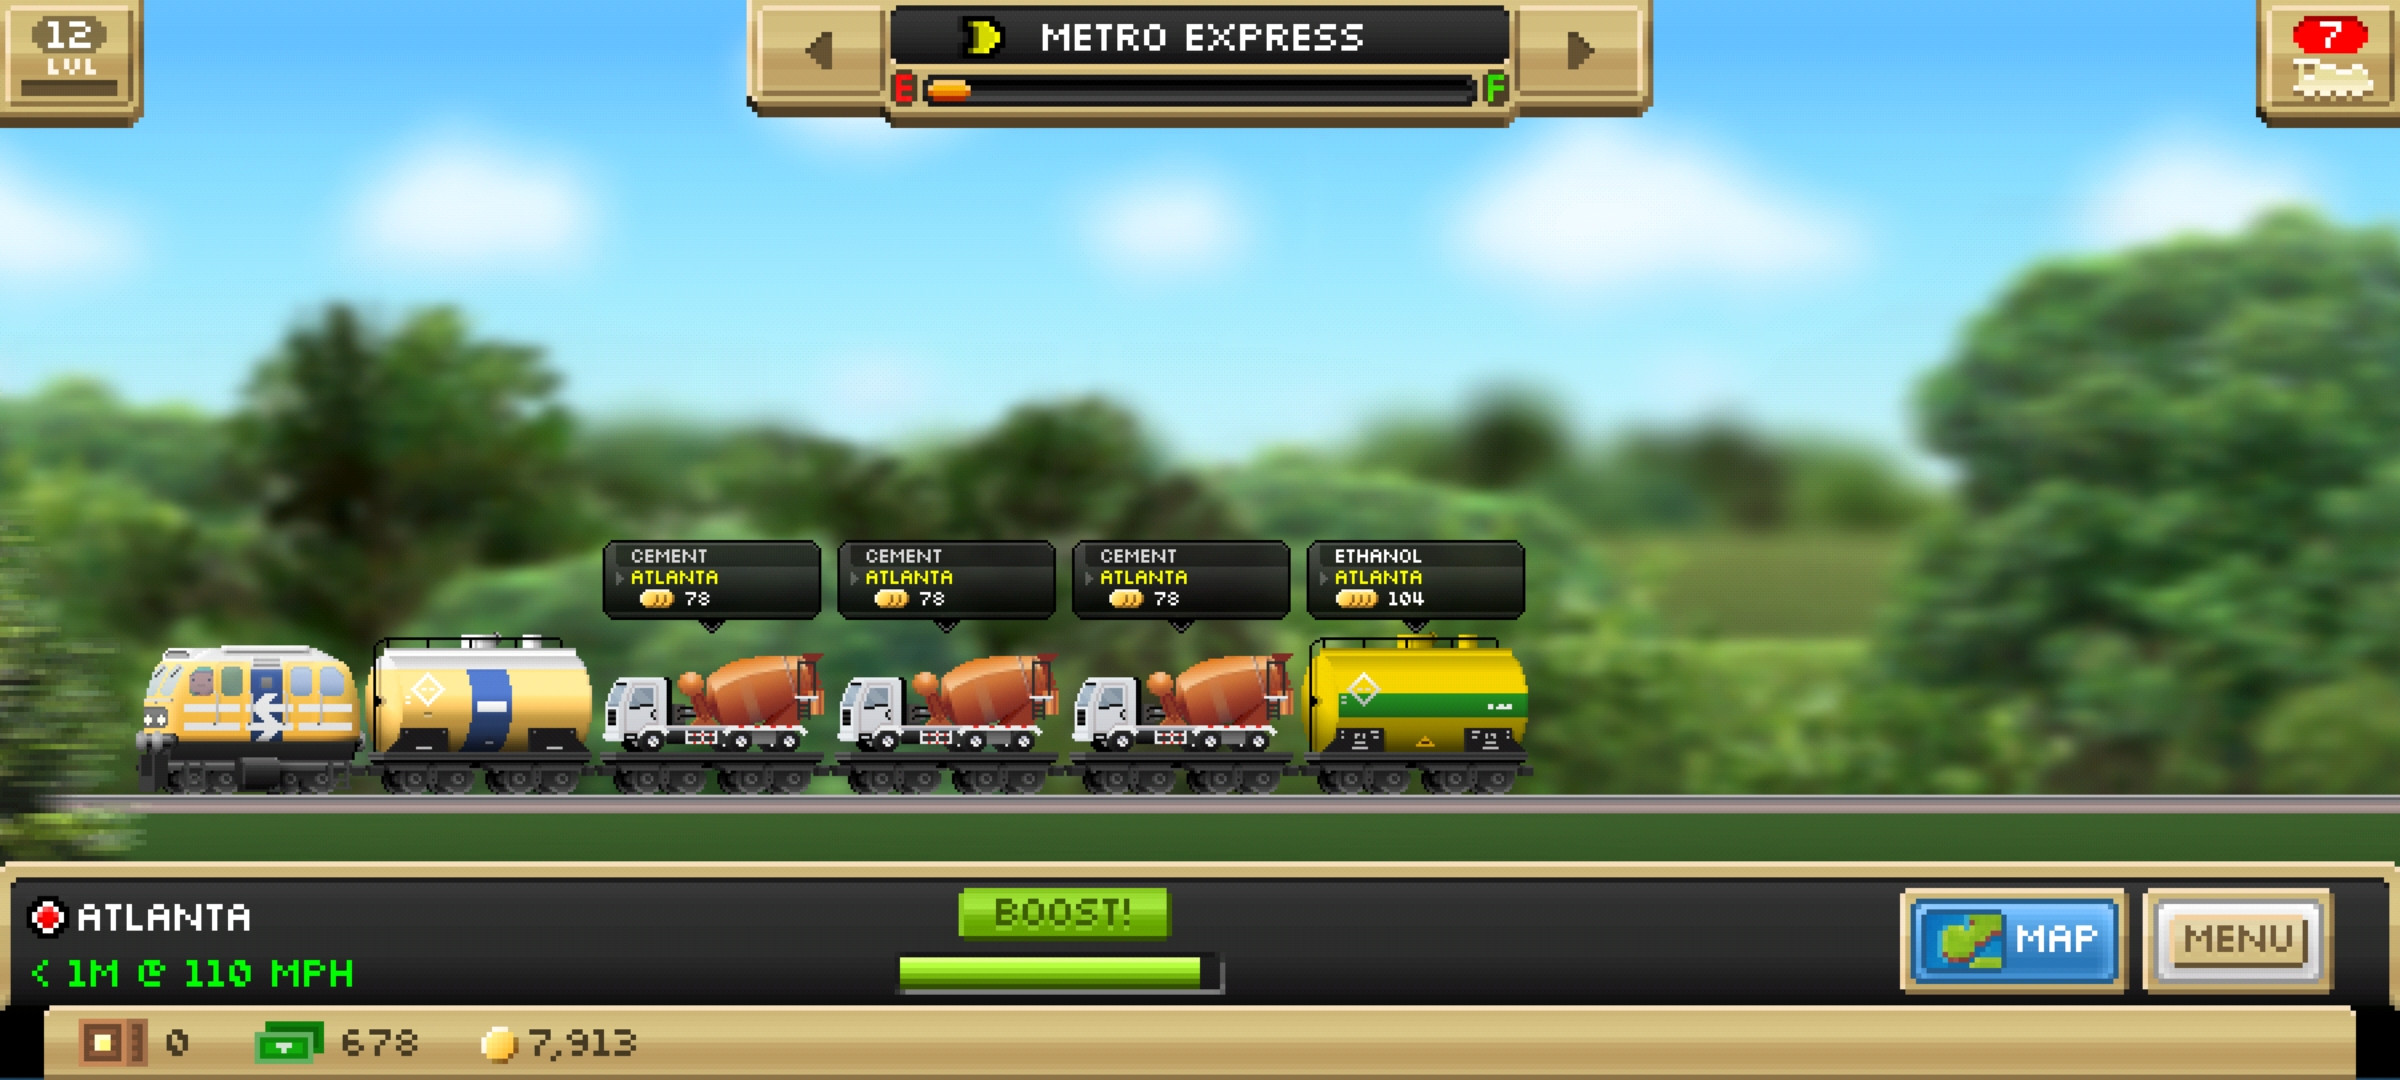 12
LVL
METRO EXPRESS
E F
7
CEMENT
ATLANTA
78
CEMENT
ATLANTA
78
CEMENT
ATLANTA
78
ETHANOL
ATLANTA
104
ATLANTA
< 1M @ 110 MPH
BOOST!
MAP
MENU
0 678 7,913